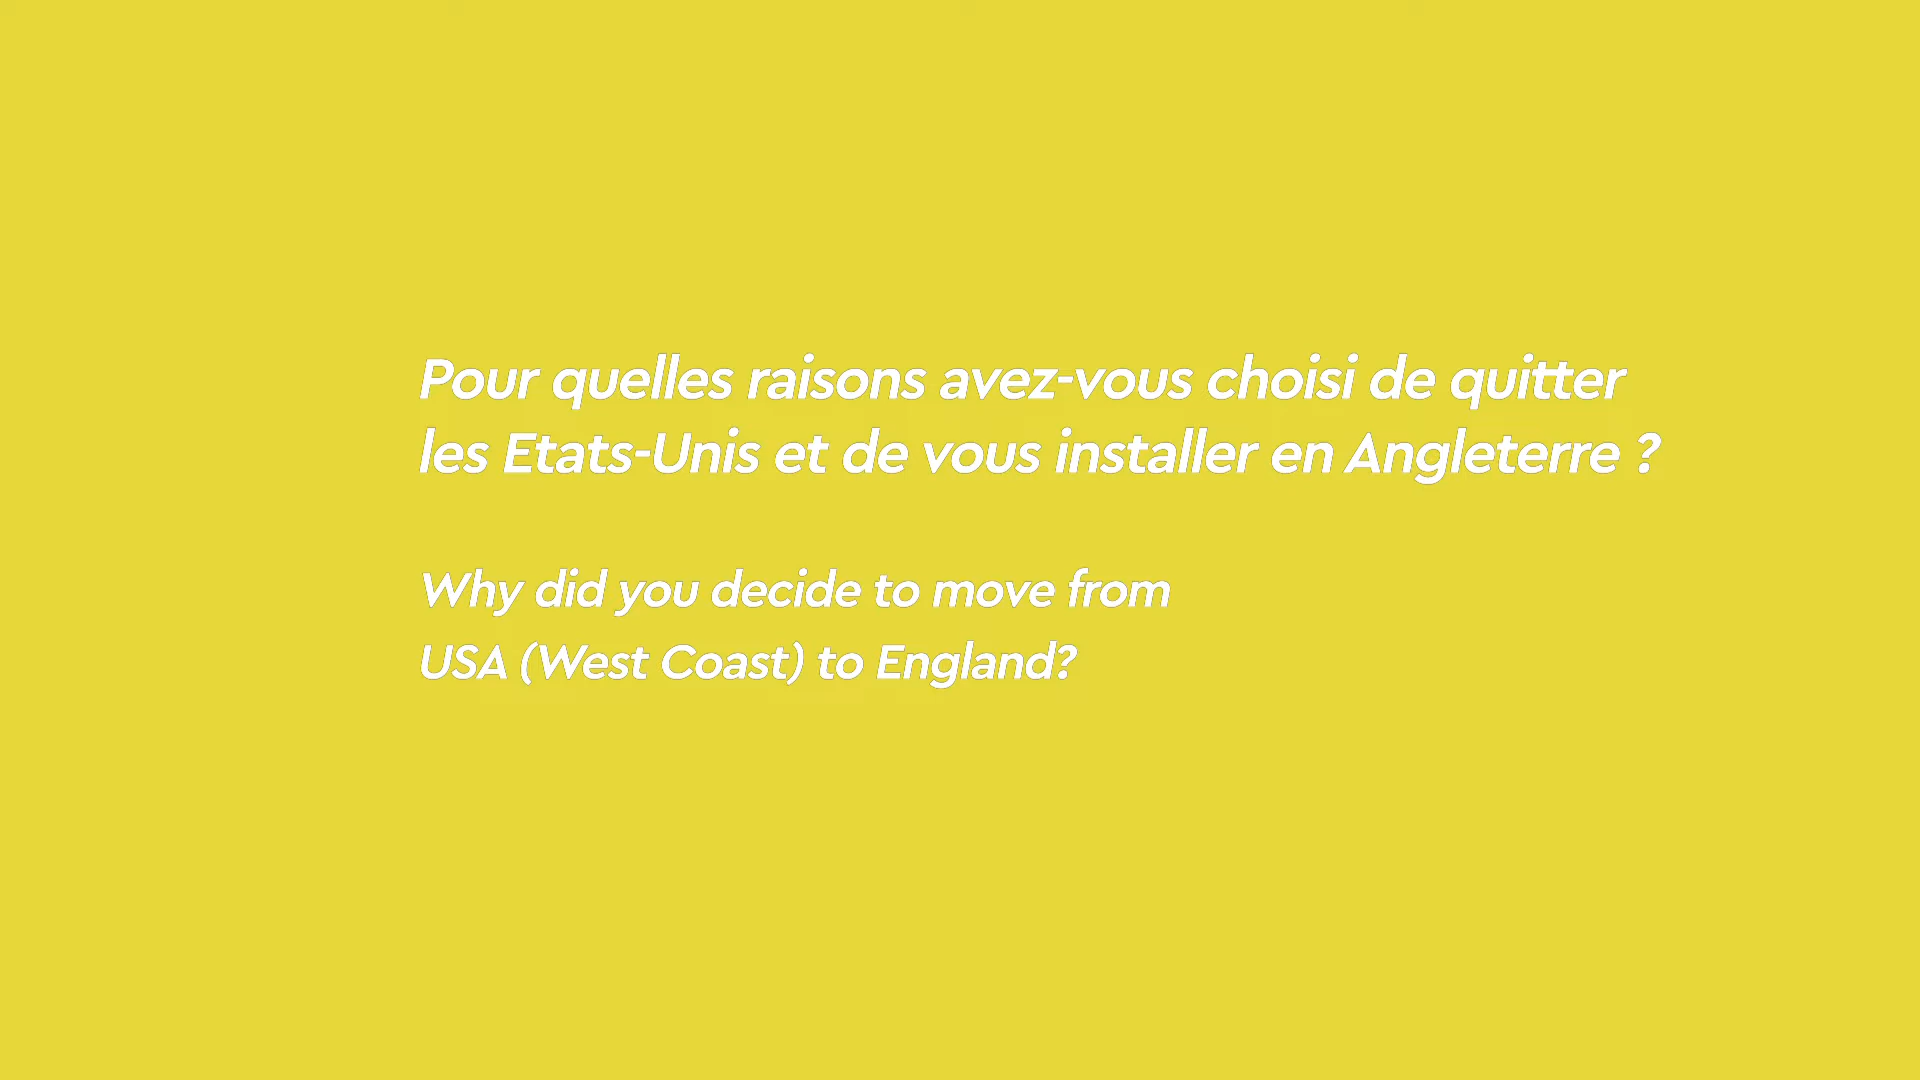 Pour quelles raisons avez-vous choisi de quitter
les Etats-Unis et de vous installer en Angleterre ?
Why did you decide to move from
USA (West Coast) to England?